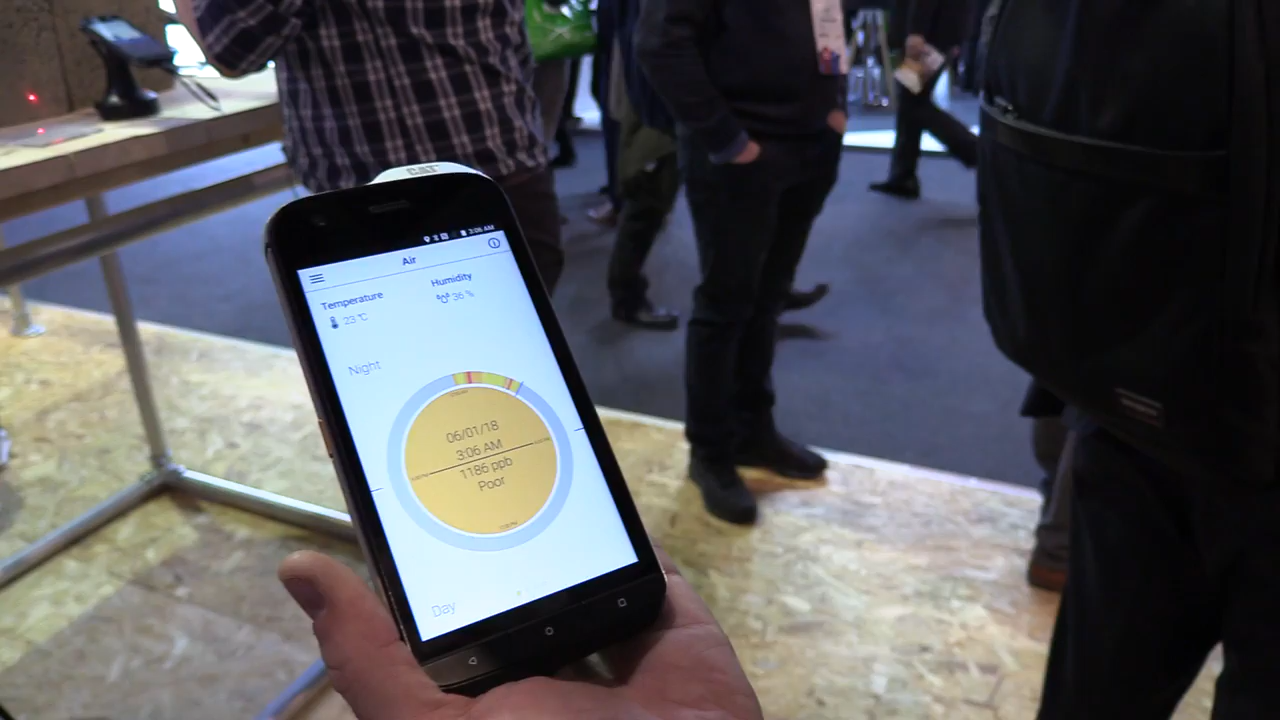 CAT
3:06 AM
Air
Temperature
Humidity
23 °C
36 %
Night
06/01/18
3:06 AM
1186 ppb
Poor
Day